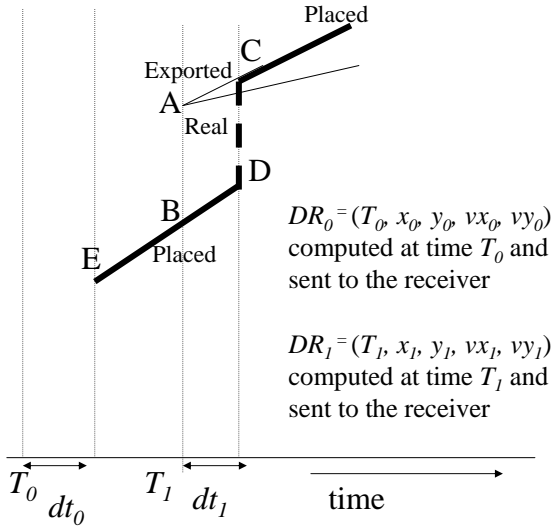 Placed
C
Exported
A
Real
D
B
Placed
E
DR₀ = (T₀, x₀, y₀, vx₀, vy₀)
computed at time T₀ and
sent to the receiver
DR₁ = (T₁, x₁, y₁, vx₁, vy₁)
computed at time T₁ and
sent to the receiver
T₀ dt₀ T₁ dt₁ time